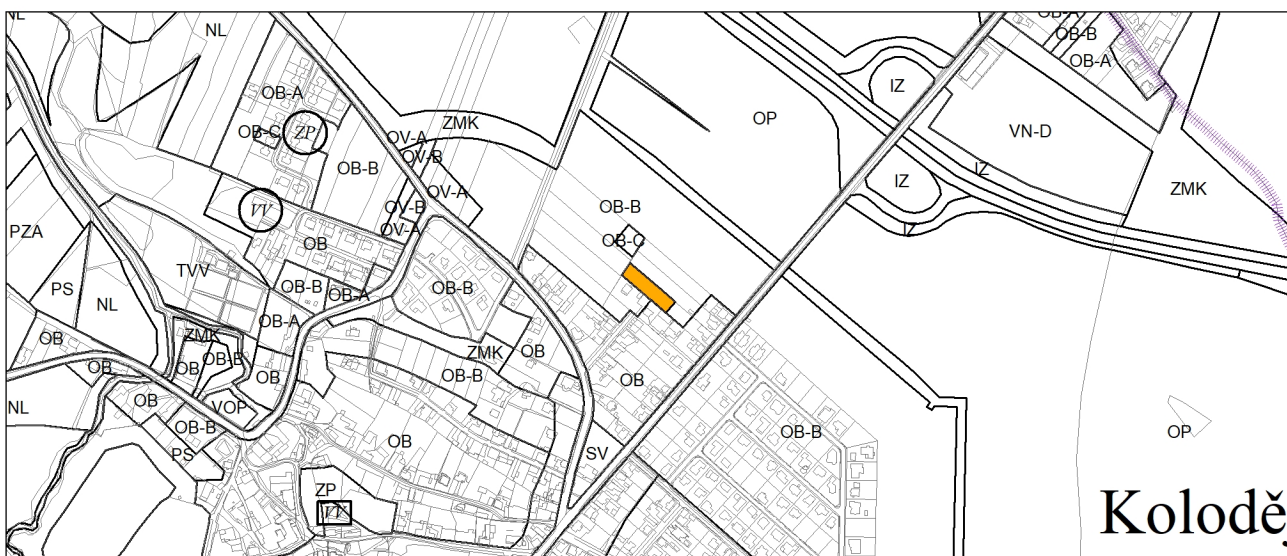 NL
NL
OB-A
OB-C
ZP
OV-A
ZMK
OV-B
OB-B
OV-A
VV
OV-B
OV-A
OB
PZA
TVV
PS
NL
OB-B
OB-A
OB-A
OB-B
ZMK
OB-B
OB
OB
OB
OB
ZMK
OB
OB-B
OB
VOP
OB-B
PS
NL
OB
ZP
VV
SV
OB
OB-B
OB-C
OP
IZ
IZ
IZ
IZ
VN-D
OB-A
OB-B
OB-A
ZMK
OB-B
OP
Koloděj